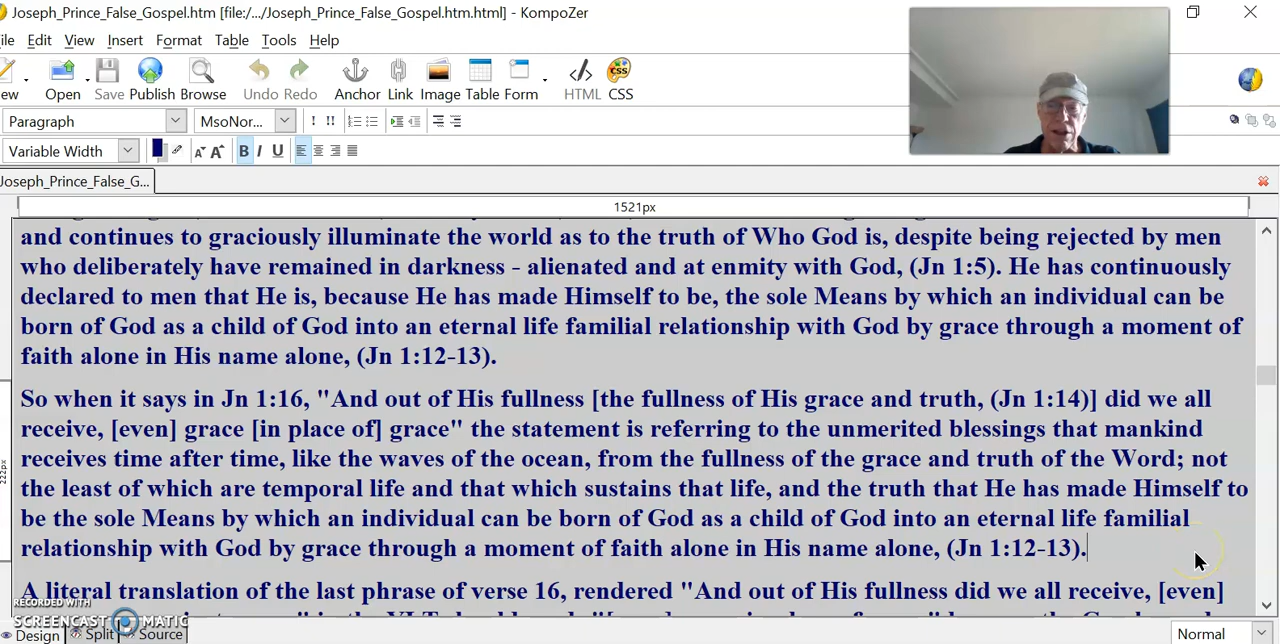 Joseph_Prince_False_Gospel.htm [file:/.../Joseph_Prince_False_Gospel.htm.html] - KompoZer
ile Edit View Insert Format Table Tools Help
ew Open Save Publish Browse Undo Redo Anchor Link Image Table Form HTML CSS
Paragraph MsoNor...
Variable Width B I U
Joseph_Prince_False_G...
1521px
and continues to graciously illuminate the world as to the truth of Who God is, despite being rejected by men
who deliberately have remained in darkness - alienated and at enmity with God, (Jn 1:5). He has continuously
declared to men that He is, because He has made Himself to be, the sole Means by which an individual can be
born of God as a child of God into an eternal life familial relationship with God by grace through a moment of
faith alone in His name alone, (Jn 1:12-13).
So when it says in Jn 1:16, "And out of His fullness [the fullness of His grace and truth, (Jn 1:14)] did we all
receive, [even] grace [in place of] grace" the statement is referring to the unmerited blessings that mankind
receives time after time, like the waves of the ocean, from the fullness of the grace and truth of the Word; not
the least of which are temporal life and that which sustains that life, and the truth that He has made Himself to
be the sole Means by which an individual can be born of God as a child of God into an eternal life familial
relationship with God by grace through a moment of faith alone in His name alone, (Jn 1:12-13).
222px
A literal translation of the last phrase of verse 16, rendered "And out of His fullness did we all receive, [even]
RECORDED WITH
SCREENCAST MATIC
Design Split Source
Normal